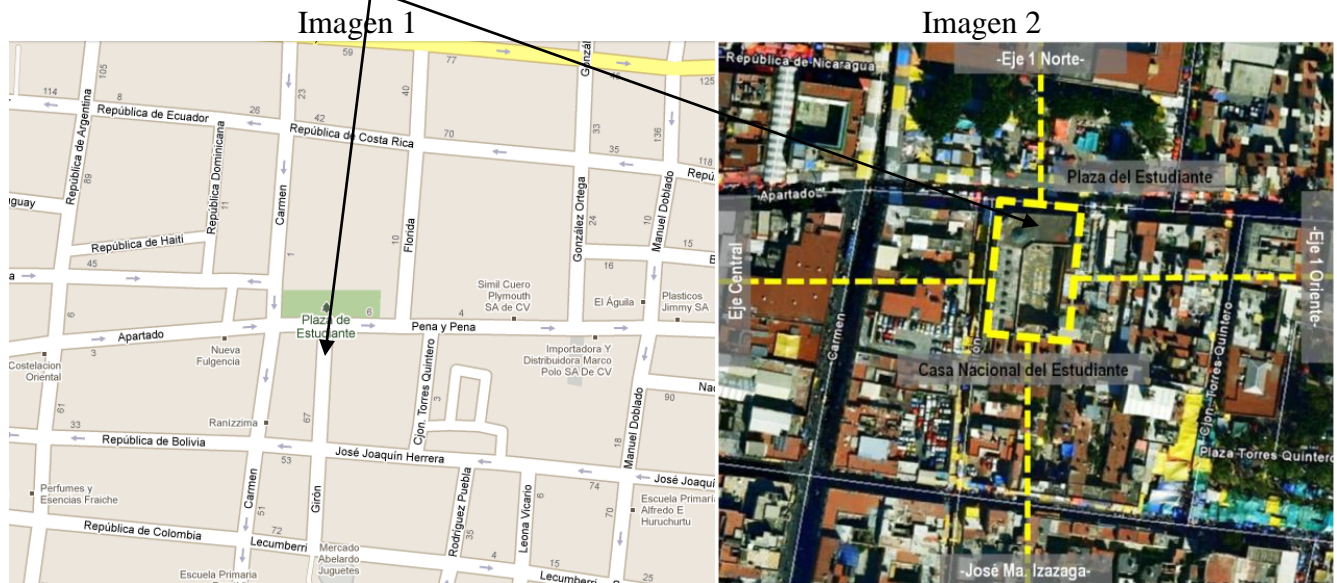 Imagen 1
Imagen 2
59
77
125
105
114
8
26
23
40
República de Ecuador
42
República de Costa Rica
70
33
136
35
118
República de Argentina
República Dominicana
Carmen
89
11
República de Haití
45
1
10
Florida
González Ortega
24
10
Manuel Doblado
15
16
6
Simil Cuero
Plymouth
SA de CV
El Águila
Plasticos
Jimmy SA
Plaza de
Estudiante
6
4
Pena y Pena
Apartado
3
Nueva
Fulgencia
Costelacion
Oriental
Importadora Y
Distribuidora Marco
Polo SA De CV
Cjon. Torres Quintero
3
90
61
67
Ranizzima
33
República de Bolivia
53
José Joaquín Herrera
18
Manuel Doblado
74
Perfumes y
Esencias Fraiche
Carmen
51
Girón
Rodríguez Puebla
35
Leona Vicario
6
70
Escuela Primaria
Alfredo E
Huruchurtu
República de Colombia
72
Lecumberri
4
15
Lecumberri
25
Mercado
Abelardo
Juguetes
Escuela Primaria
República de Nicaragua
-Eje 1 Norte-
Plaza del Estudiante
-Apartado-
Eje Central
-Eje 1 Oriente-
Carmen
Casa Nacional del Estudiante
Cjon. Torres-Quintero
Plaza Torres Quintero
-José Ma. Izazaga-